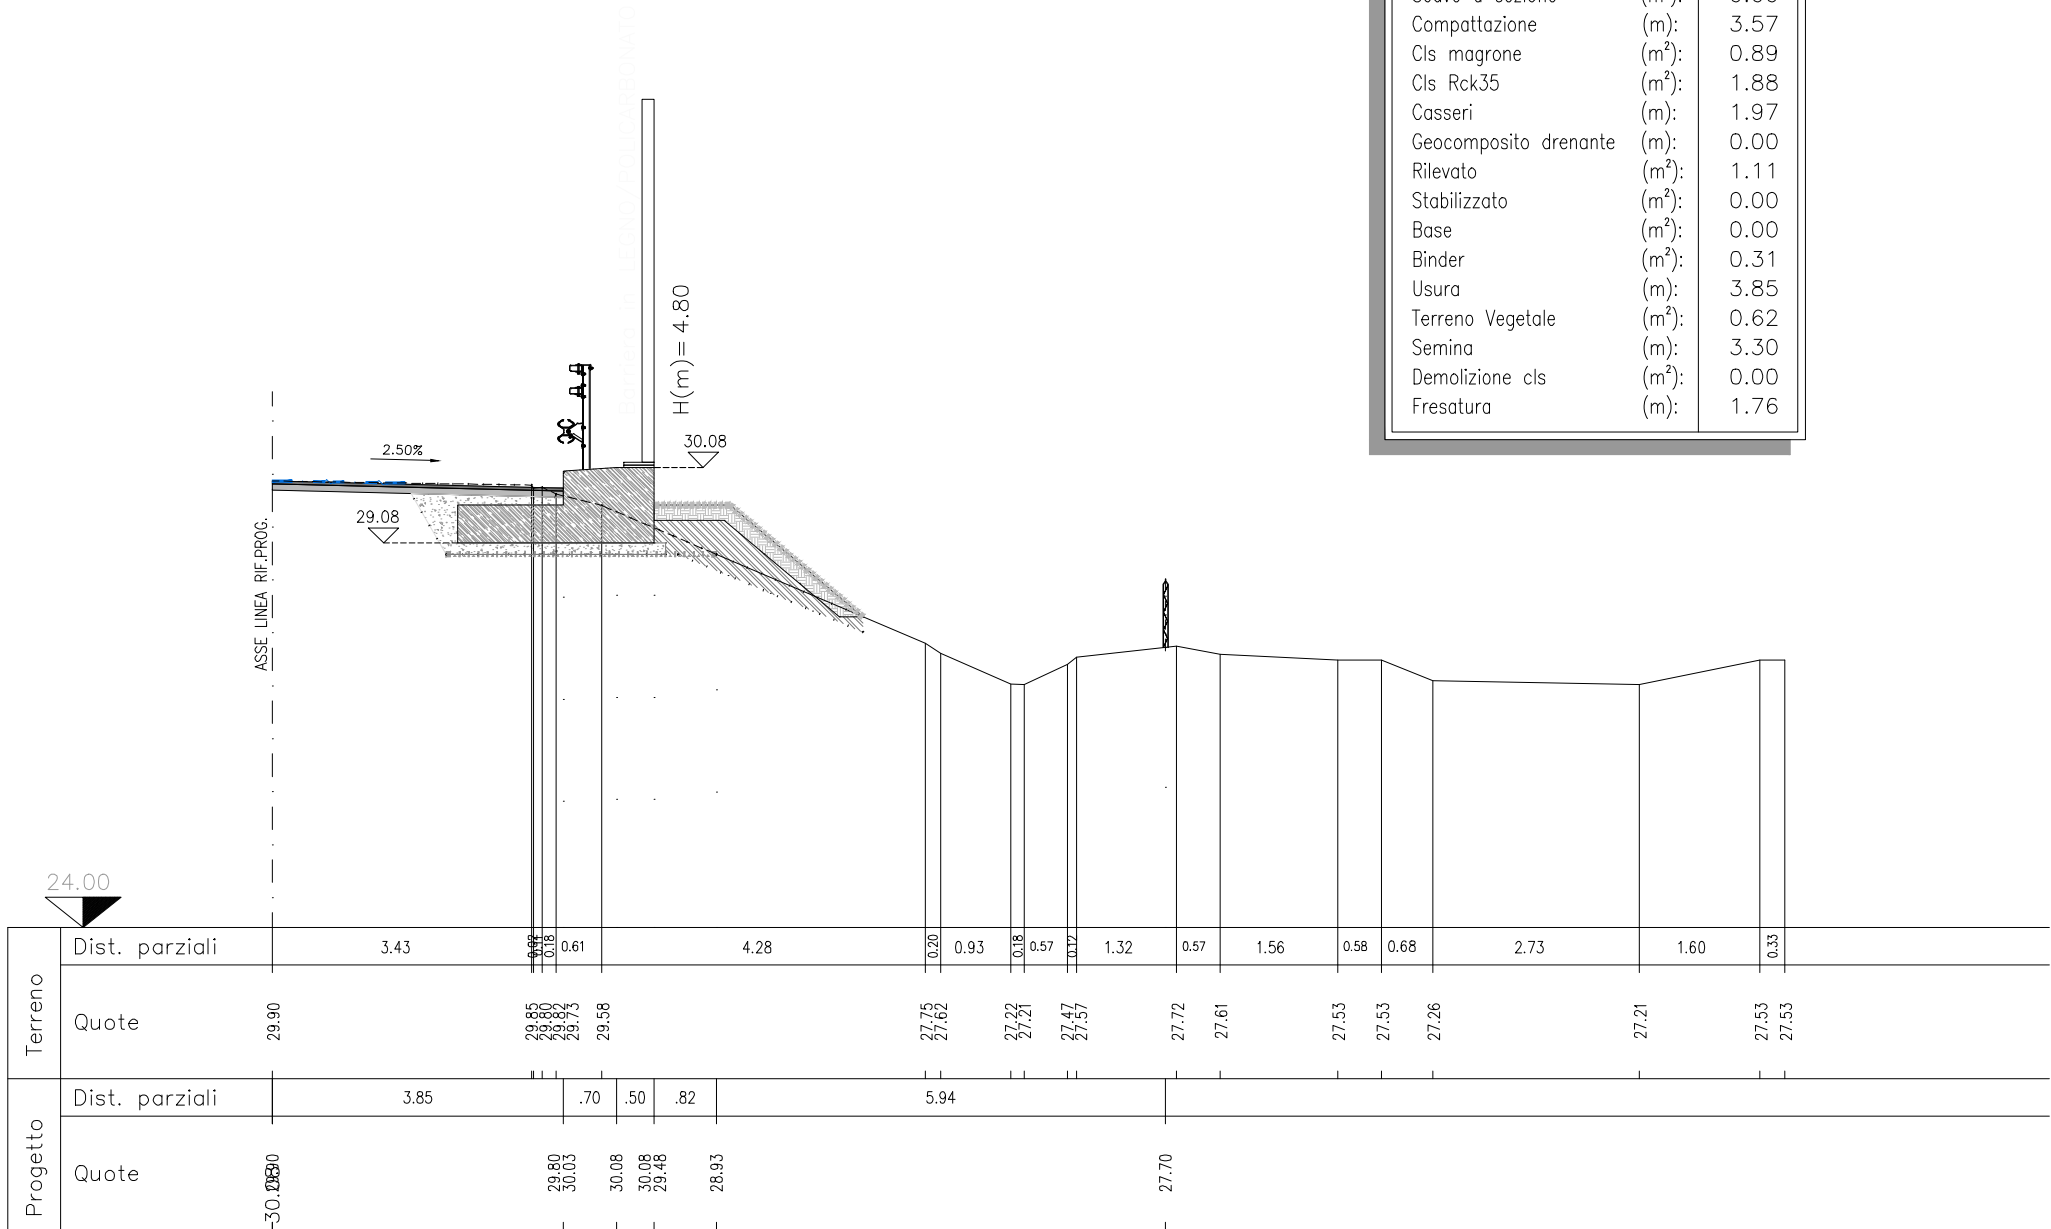 Compattazione (m): 3.57
Cls magrone (m²): 0.89
Cls Rck35 (m²): 1.88
Casseri (m): 1.97
Geocomposito drenante (m): 0.00
Rilevato (m²): 1.11
Stabilizzato (m²): 0.00
Base (m²): 0.00
Binder (m²): 0.31
Usura (m): 3.85
Terreno Vegetale (m²): 0.62
Semina (m): 3.30
Demolizione cls (m²): 0.00
Fresatura (m): 1.76
H(m)= 4.80
2.50%
30.08
29.08
ASSE LINEA RIF.PROG.
24.00
Terreno
Dist. parziali 3.43 0.11 0.18 0.61 4.28 0.20 0.93 0.18 0.57 0.12 1.32 0.57 1.56 0.58 0.68 2.73 1.60 0.33
Quote 29.90 29.85 29.80 29.82 29.73 29.58 27.75 27.62 27.22 27.21 27.47 27.57 27.72 27.61 27.53 27.53 27.26 27.21 27.53 27.53
Progetto
Dist. parziali 3.85 .70 .50 .82 5.94
Quote 29.90 29.80 30.03 30.08 30.08 29.48 28.93 27.70